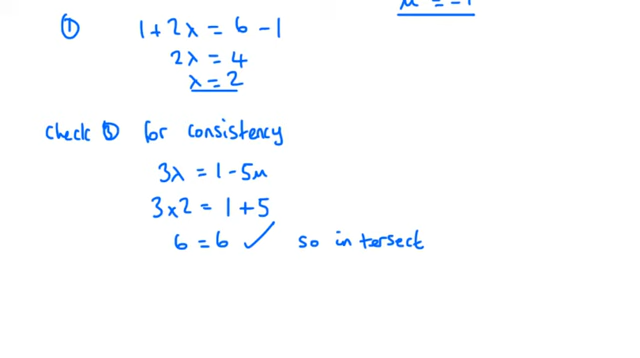 μ = -1
① 1 + 2λ = 6 - 1
2λ = 4
λ = 2
Check ③ for consistency
3λ = 1 - 5μ
3 × 2 = 1 + 5
6 = 6 ✓ so intersect